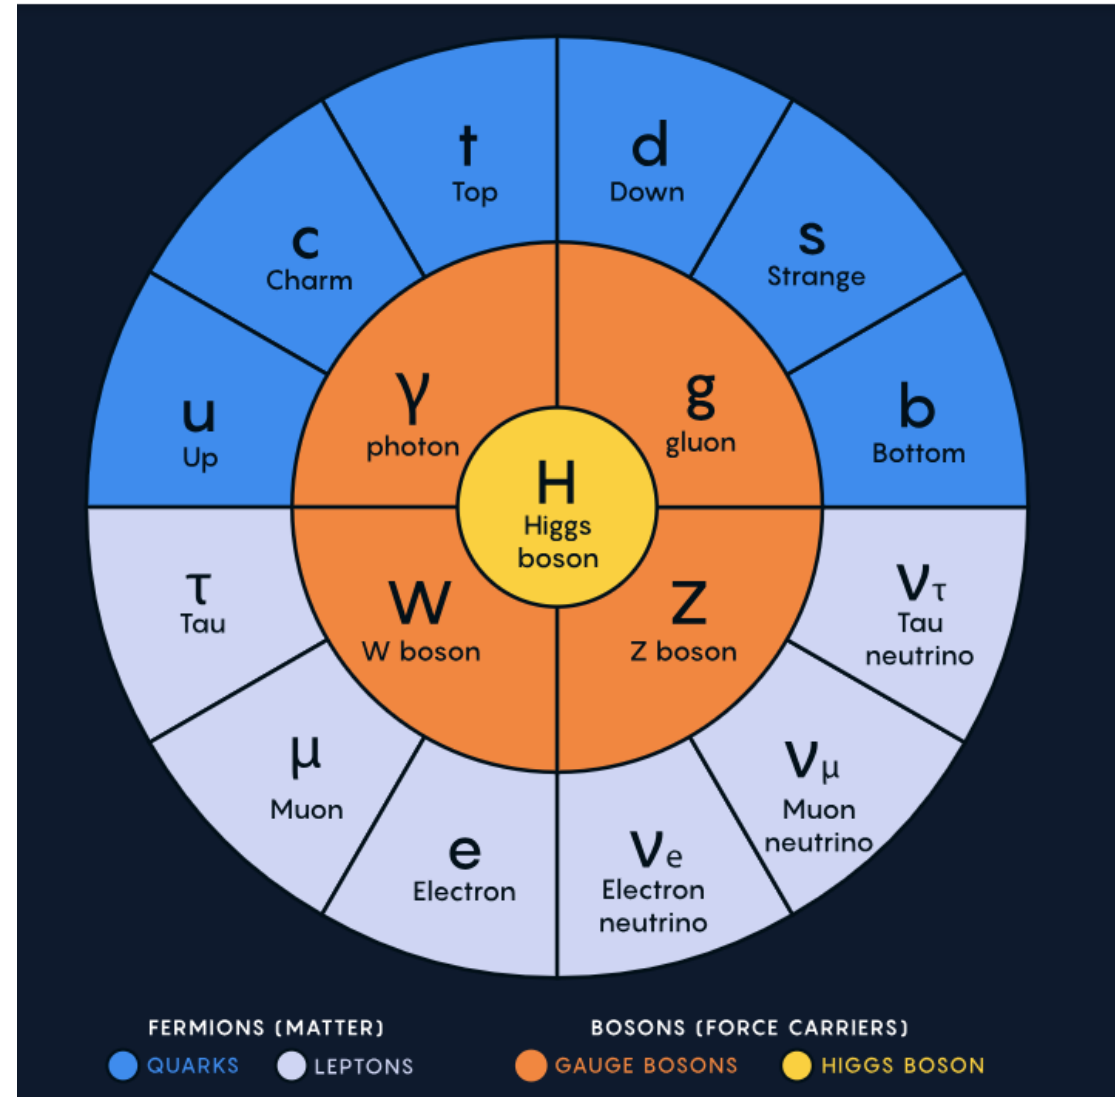 t
Top
d
Down
c
Charm
s
Strange
u
Up
b
Bottom
γ
photon
g
gluon
H
Higgs
boson
W
W boson
Z
Z boson
τ
Tau
ντ
Tau
neutrino
μ
Muon
νμ
Muon
neutrino
e
Electron
νe
Electron
neutrino
FERMIONS (MATTER)
QUARKS
LEPTONS
BOSONS (FORCE CARRIERS)
GAUGE BOSONS
HIGGS BOSON